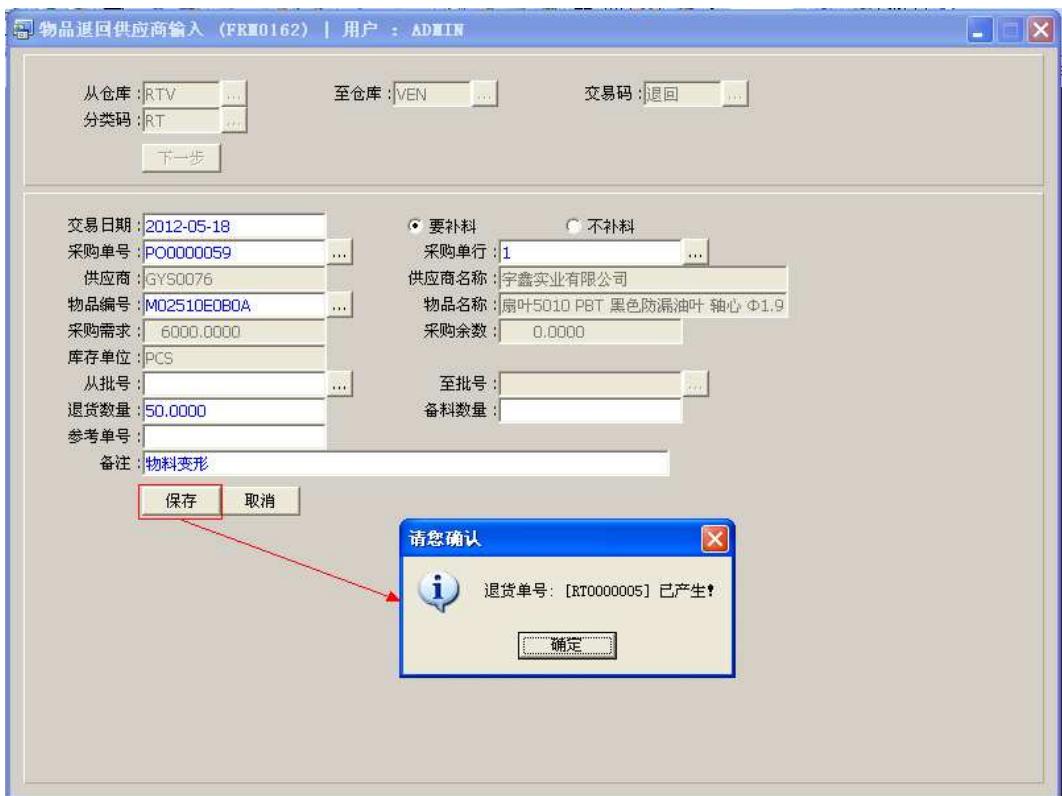 物品退回供应商输入 (FRM0162) | 用户 : ADMIN
从仓库 : RTV ... 至仓库 : VEN ... 交易码 : 退回 ...
分类码 : RT ...
下一步
交易日期 : 2012-05-18 要补料 不补料
采购单号 : PO0000059 ... 采购单行 : 1 ...
供应商 : GYS0076 供应商名称 : 宇鑫实业有限公司
物品编号 : M02510E0B0A ... 物品名称 : 扇叶5010 PBT 黑色防漏油叶 轴心 Φ1.9
采购需求 : 6000.0000 采购余数 : 0.0000
库存单位 : PCS
从批号 : ... 至批号 : ...
退货数量 : 50.0000 备料数量 :
参考单号 :
备注 : 物料变形
保存 取消
请您确认
退货单号: [RT0000005] 已产生!
确定